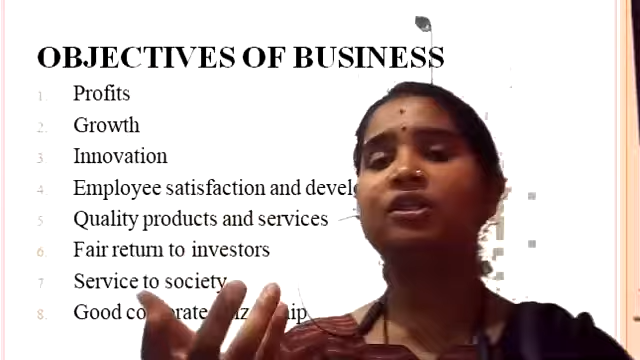 OBJECTIVES OF BUSINESS
1. Profits
2. Growth
3. Innovation
4. Employee satisfaction and
5. Quality products and services
6. Fair return to investors
7. Service to society
8. Good